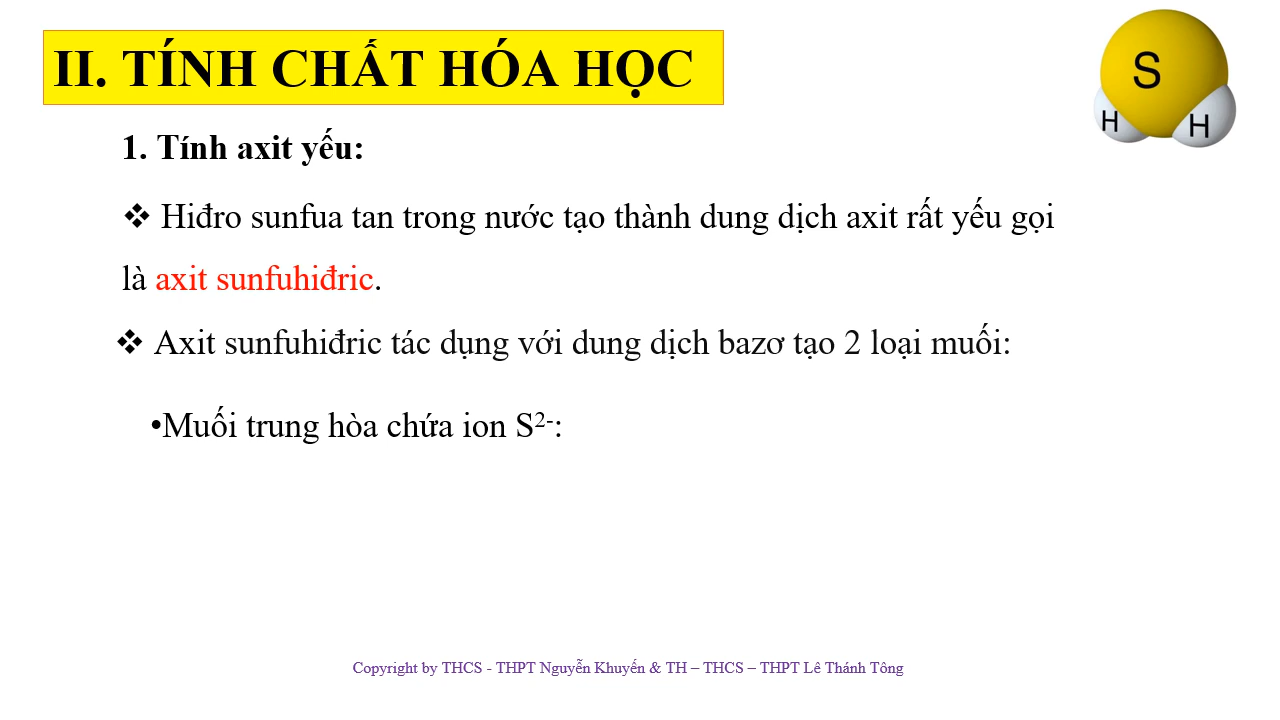 II. TÍNH CHẤT HÓA HỌC
S
H
H
1. Tính axit yếu:
❖ Hiđro sunfua tan trong nước tạo thành dung dịch axit rất yếu gọi
là axit sunfuhiđric.
❖ Axit sunfuhiđric tác dụng với dung dịch bazơ tạo 2 loại muối:
•Muối trung hòa chứa ion S²⁻:
Copyright by THCS - THPT Nguyễn Khuyến & TH – THCS – THPT Lê Thánh Tông